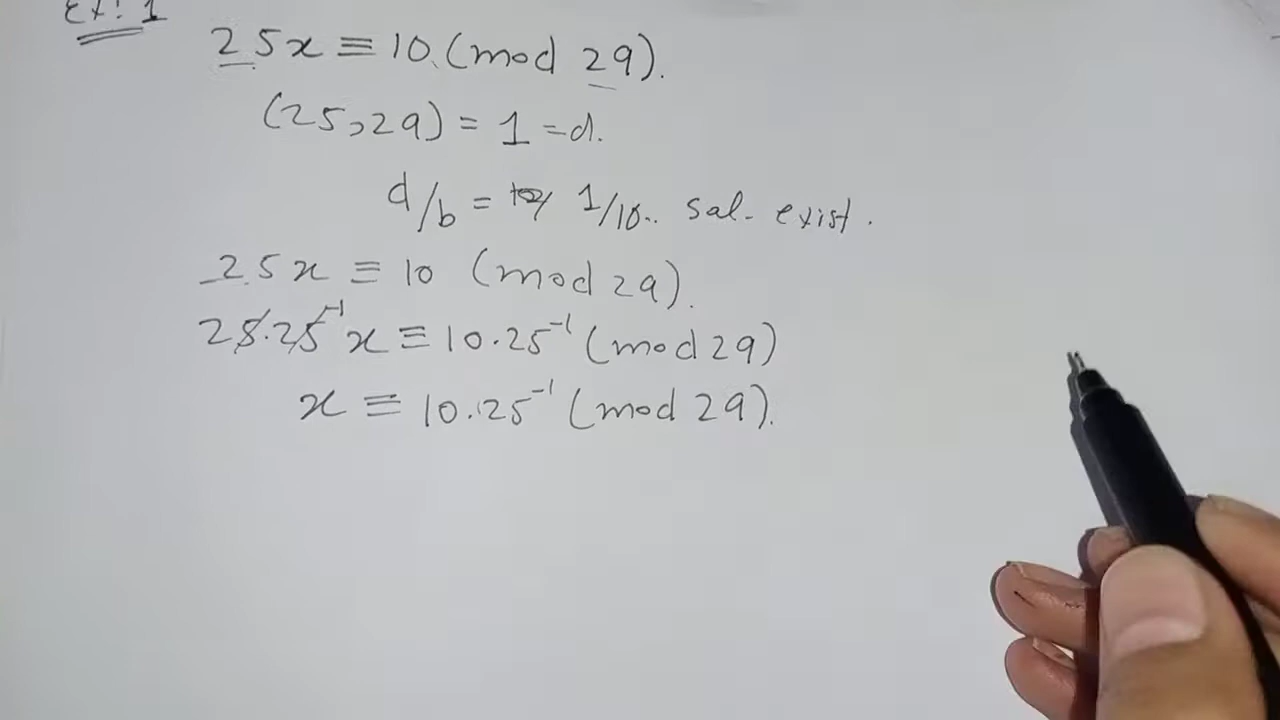 Ex: 1
25x ≡ 10 (mod 29).
(25, 29) = 1 = d.
d/b = 1/10.. sol. exist.
25x ≡ 10 (mod 29).
25.25⁻¹x ≡ 10.25⁻¹ (mod 29)
x ≡ 10.25⁻¹ (mod 29).